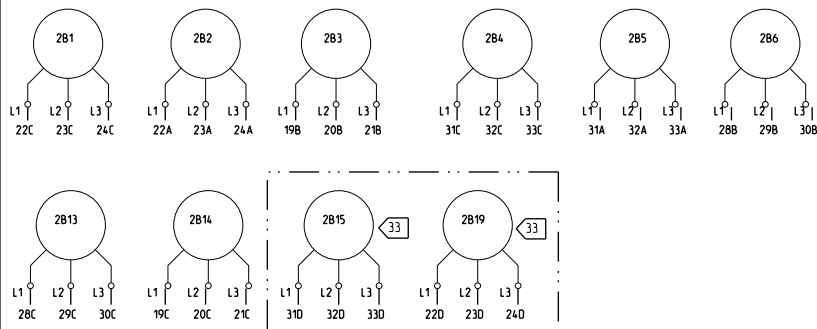 2B1 2B2 2B3 2B4 2B5 2B6
L1 L2 L3 L1 L2 L3 L1 L2 L3 L1 L2 L3 L1 L2 L3 L1 L2 L3
22C 23C 24C 22A 23A 24A 19B 20B 21B 31C 32C 33C 31A 32A 33A 28B 29B 30B
2B13 2B14 2B15 33 2B19 33
L1 L2 L3 L1 L2 L3 L1 L2 L3 L1 L2 L3
28C 29C 30C 19C 20C 21C 31D 32D 33D 22D 23D 24D